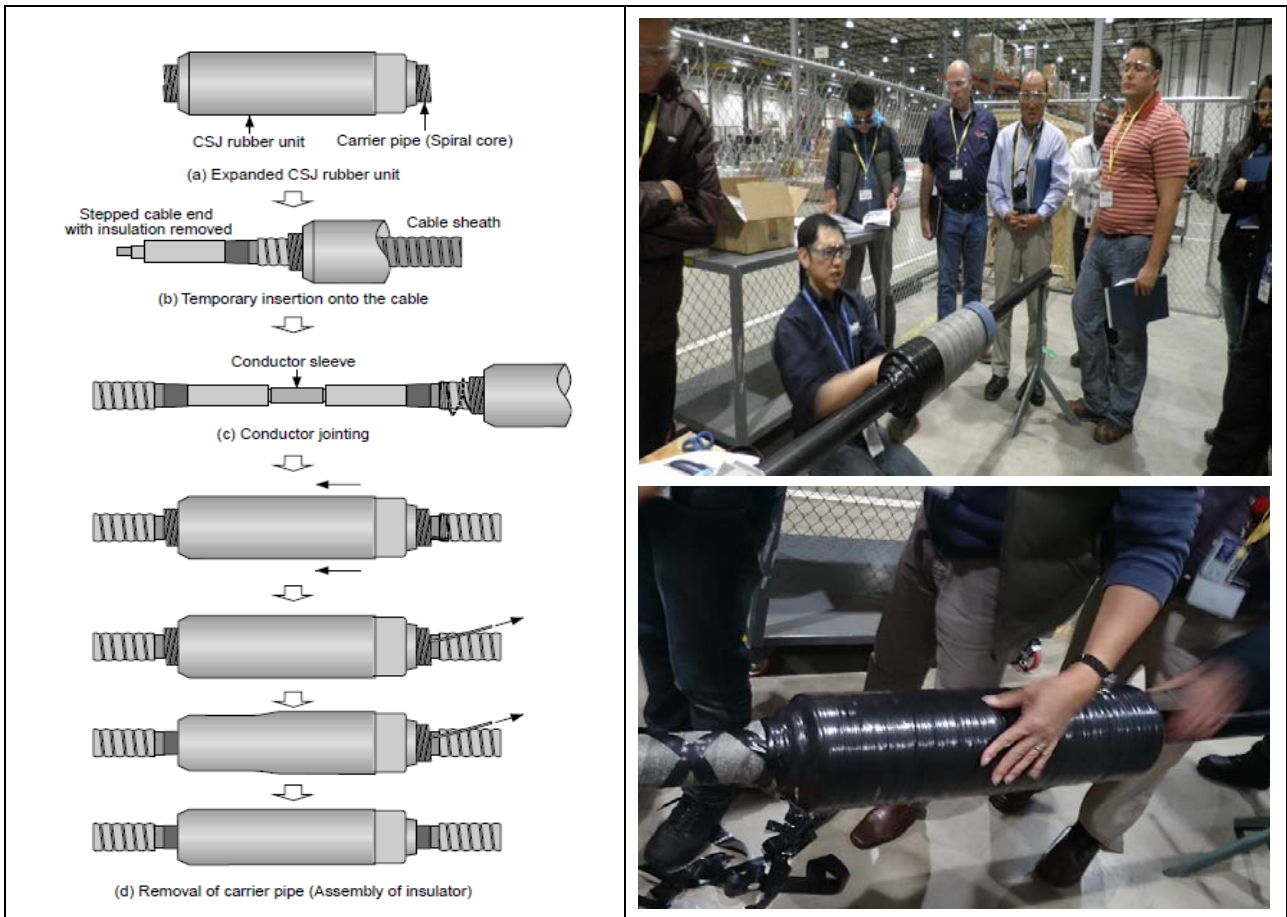 CSJ rubber unit
Carrier pipe (Spiral core)
(a) Expanded CSJ rubber unit
Stepped cable end
with insulation removed
Cable sheath
(b) Temporary insertion onto the cable
Conductor sleeve
(c) Conductor jointing
(d) Removal of carrier pipe (Assembly of insulator)